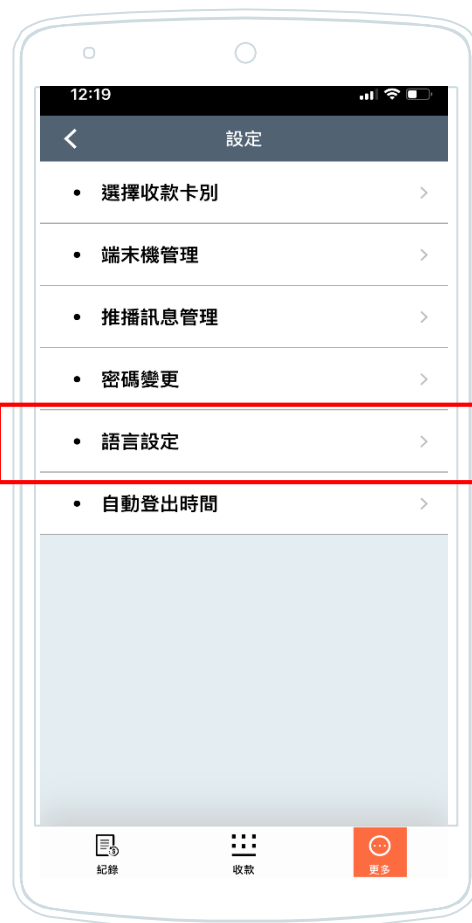 12:19
設定
• 選擇收款卡別
• 端末機管理
• 推播訊息管理
• 密碼變更
• 語言設定
• 自動登出時間
紀錄 收款 更多